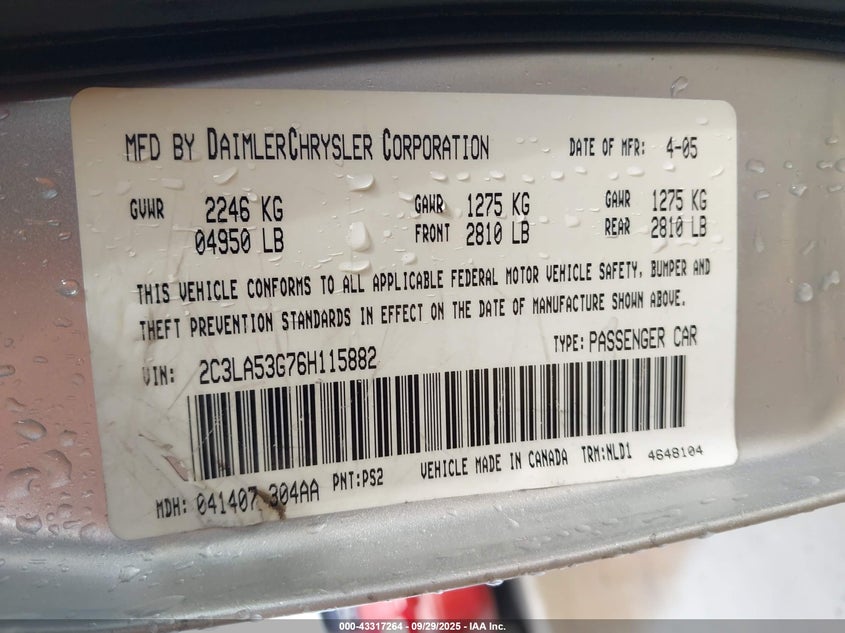 MFD BY DAIMLERCHRYSLER CORPORATION DATE OF MFR: 4-05
GVWR 2246 KG GAWR 1275 KG GAWR 1275 KG
04950 LB FRONT 2810 LB REAR 2810 LB
THIS VEHICLE CONFORMS TO ALL APPLICABLE FEDERAL MOTOR VEHICLE SAFETY, BUMPER AND
THEFT PREVENTION STANDARDS IN EFFECT ON THE DATE OF MANUFACTURE SHOWN ABOVE.
VIN: 2C3LA53G76H115882 TYPE: PASSENGER CAR
MDH: 041407 304AA PNT:PS2 VEHICLE MADE IN CANADA TRM:NLD1 4648104
000-43317264 - 09/29/2025 - IAA Inc.